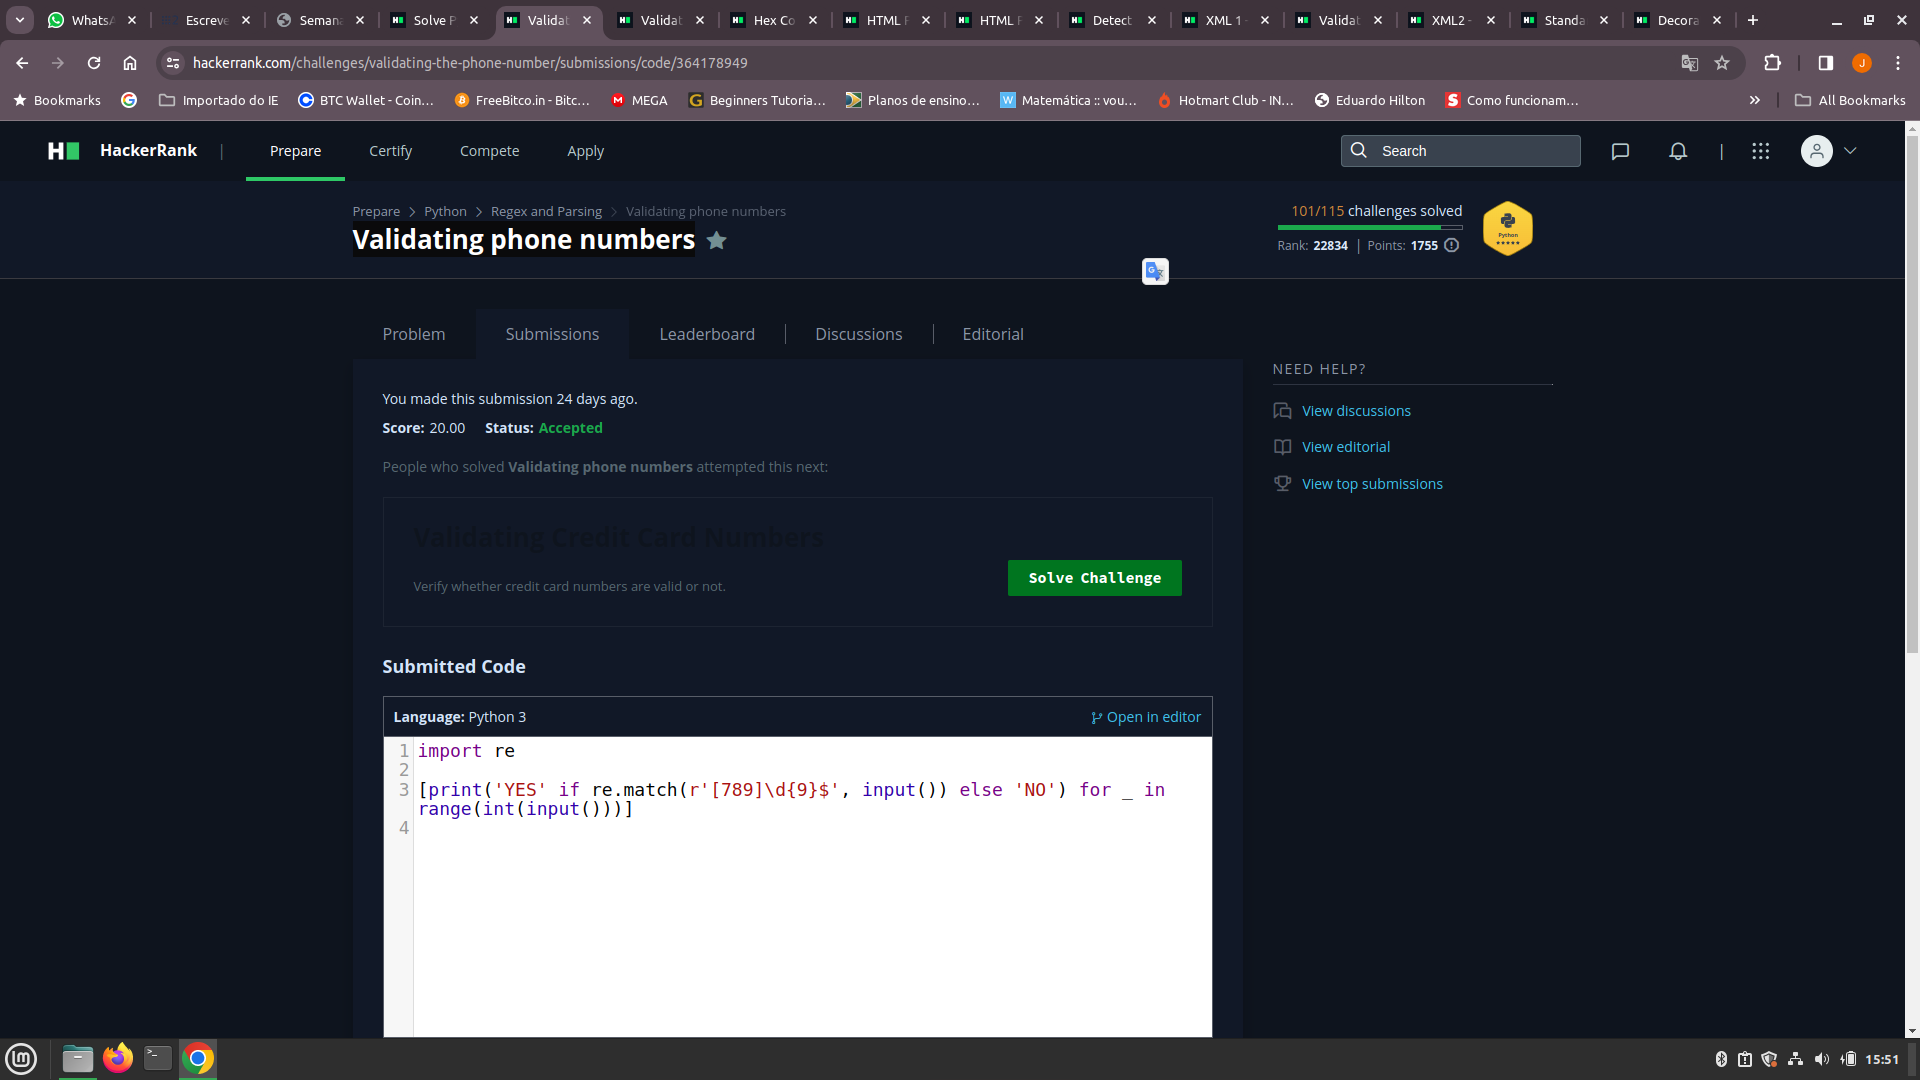 WhatsA
Escreve
Semana
Solve P
Validat
Validat
Hex Co
HTML P
HTML P
Detect
XML 1 -
Validat
XML2 -
Standa
Decora
hackerrank.com/challenges/validating-the-phone-number/submissions/code/364178949
J
Bookmarks
Importado do IE
BTC Wallet - Coin...
FreeBitco.in - Bitc...
MEGA
Beginners Tutoria...
Planos de ensino...
Matemática :: vou...
Hotmart Club - IN...
Eduardo Hilton
Como funcionam...
All Bookmarks
HackerRank
Prepare
Certify
Compete
Apply
Search
Prepare > Python > Regex and Parsing > Validating phone numbers
Validating phone numbers
101/115 challenges solved
Rank: 22834 | Points: 1755
Python
Problem
Submissions
Leaderboard
Discussions
Editorial
You made this submission 24 days ago.
Score: 20.00 Status: Accepted
People who solved Validating phone numbers attempted this next:
Validating Credit Card Numbers
Verify whether credit card numbers are valid or not.
Solve Challenge
NEED HELP?
View discussions
View editorial
View top submissions
Submitted Code
Language: Python 3
Open in editor
1 import re
2
3 [print('YES' if re.match(r'[789]\d{9}$', input()) else 'NO') for _ in
range(int(input()))]
4
15:51